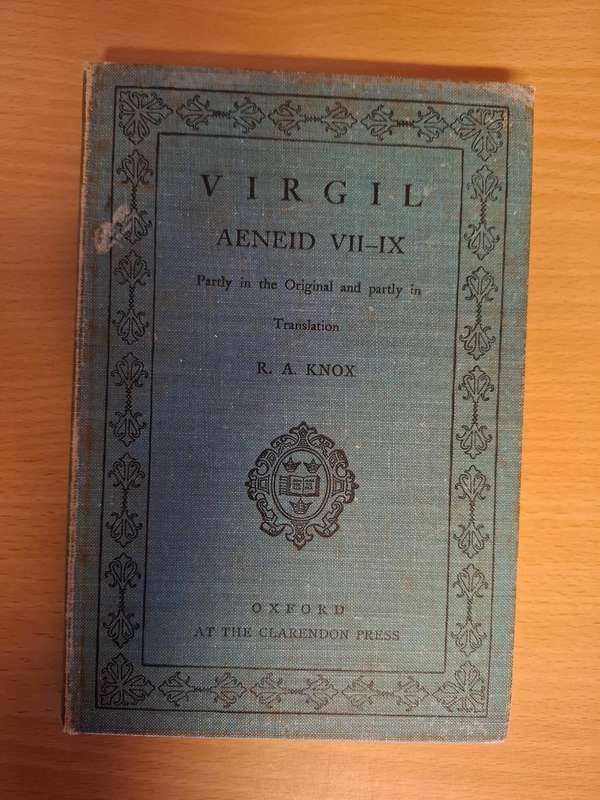 VIRGIL
AENEID VII–IX
Partly in the Original and partly in
Translation
R. A. KNOX
OXFORD
AT THE CLARENDON PRESS